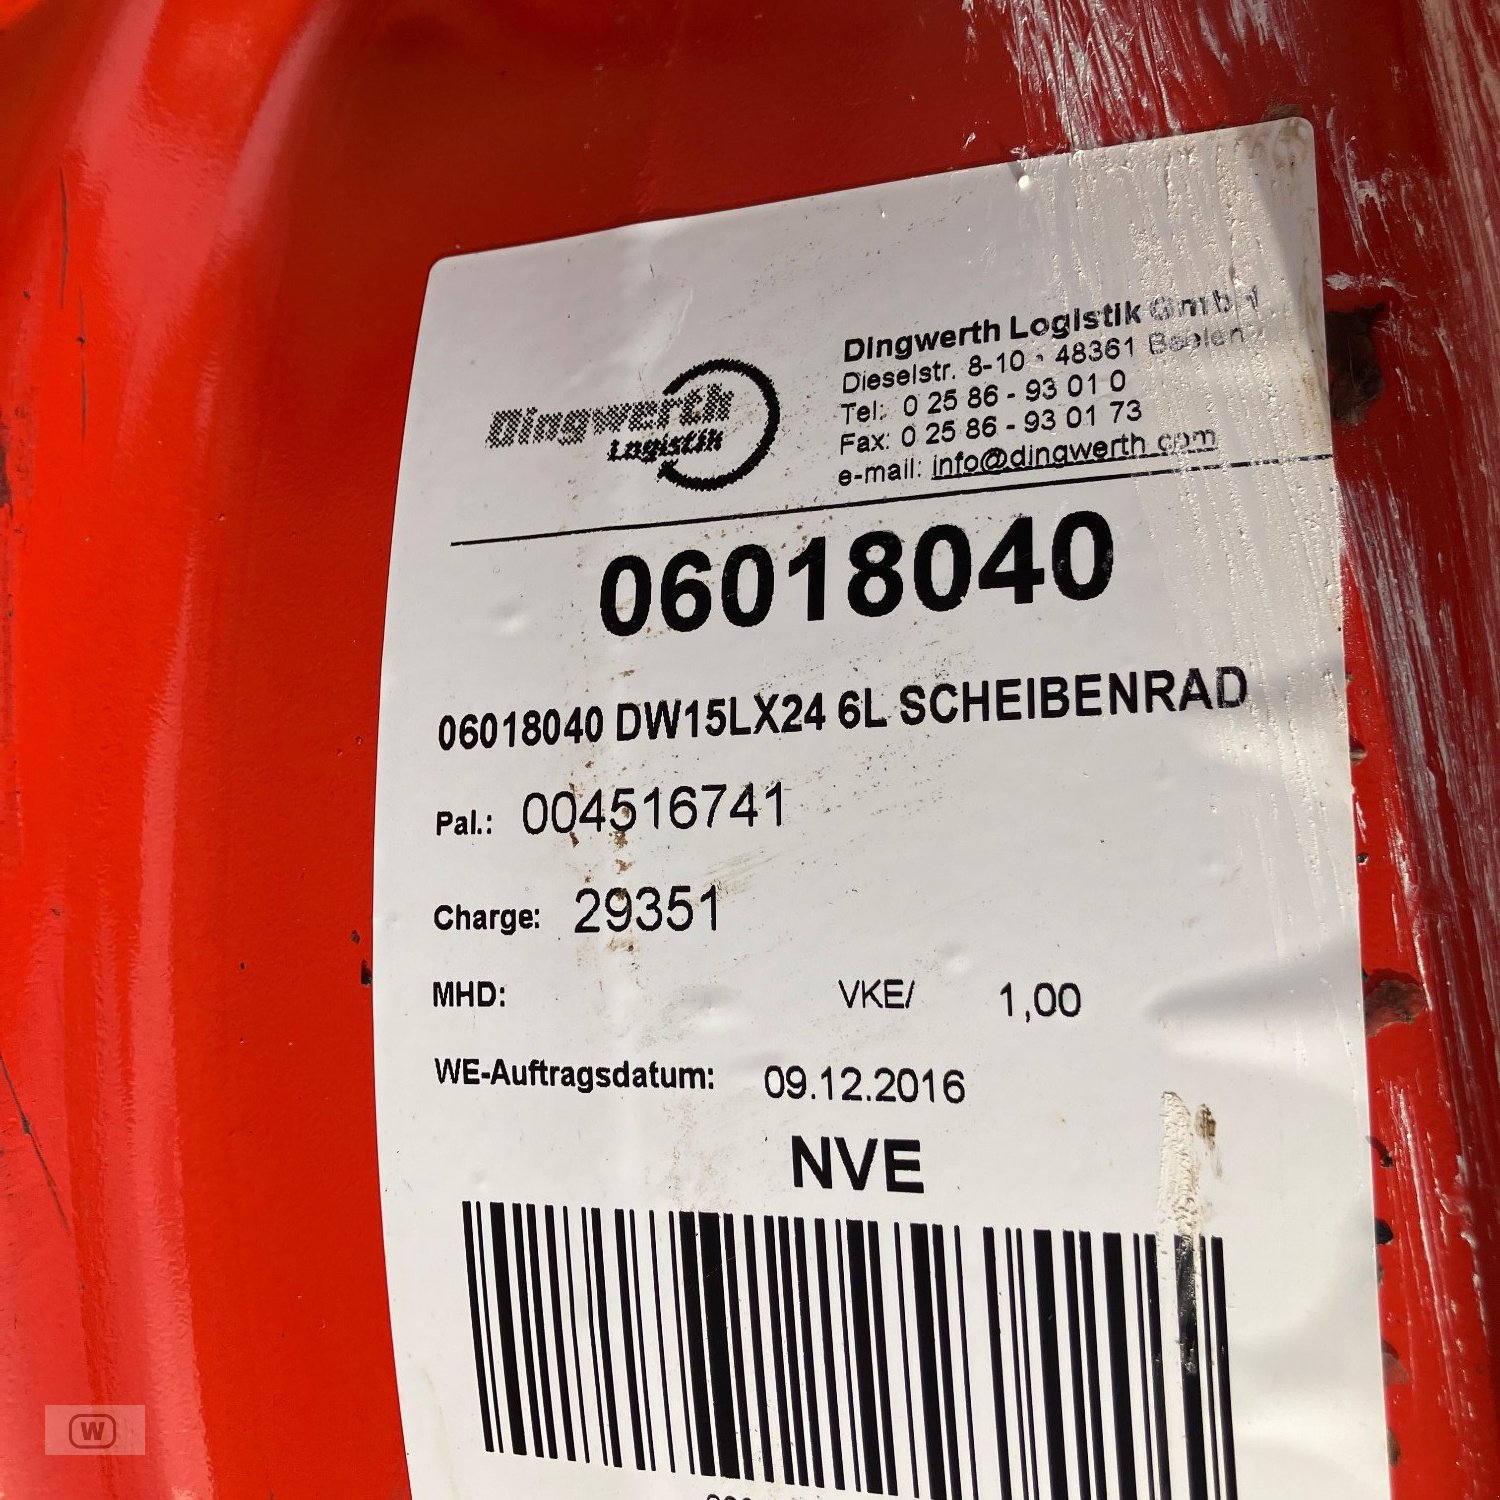 Dingwerth Logistik GmbH
Dieselstr. 8-10 - 48361 Beelen
Tel: 0 25 86 - 93 01 0
Fax: 0 25 86 - 93 01 73
e-mail: info@dingwerth.com
Dingwerth
Logistik
06018040
06018040 DW15LX24 6L SCHEIBENRAD
Pal.: 004516741
Charge: 29351
MHD: VKE/ 1,00
WE-Auftragsdatum: 09.12.2016
NVE
W